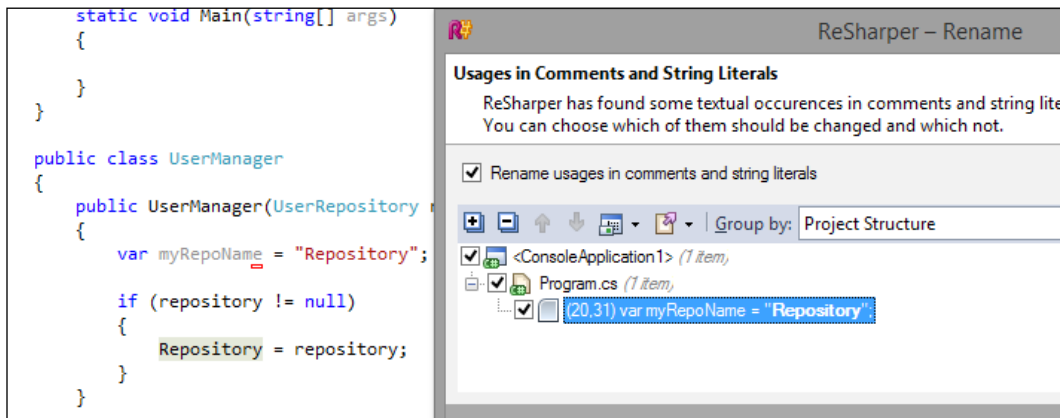 static void Main(string[] args)
{
}
}
public class UserManager
{
public UserManager(UserRepository
{
var myRepoName = "Repository";
if (repository != null)
{
Repository = repository;
}
}
R#
ReSharper – Rename
Usages in Comments and String Literals
ReSharper has found some textual occurences in comments and string lite
You can choose which of them should be changed and which not.
Rename usages in comments and string literals
Group by: Project Structure
<ConsoleApplication1> (1 item)
Program.cs (1 item)
(20,31) var myRepoName = "Repository";